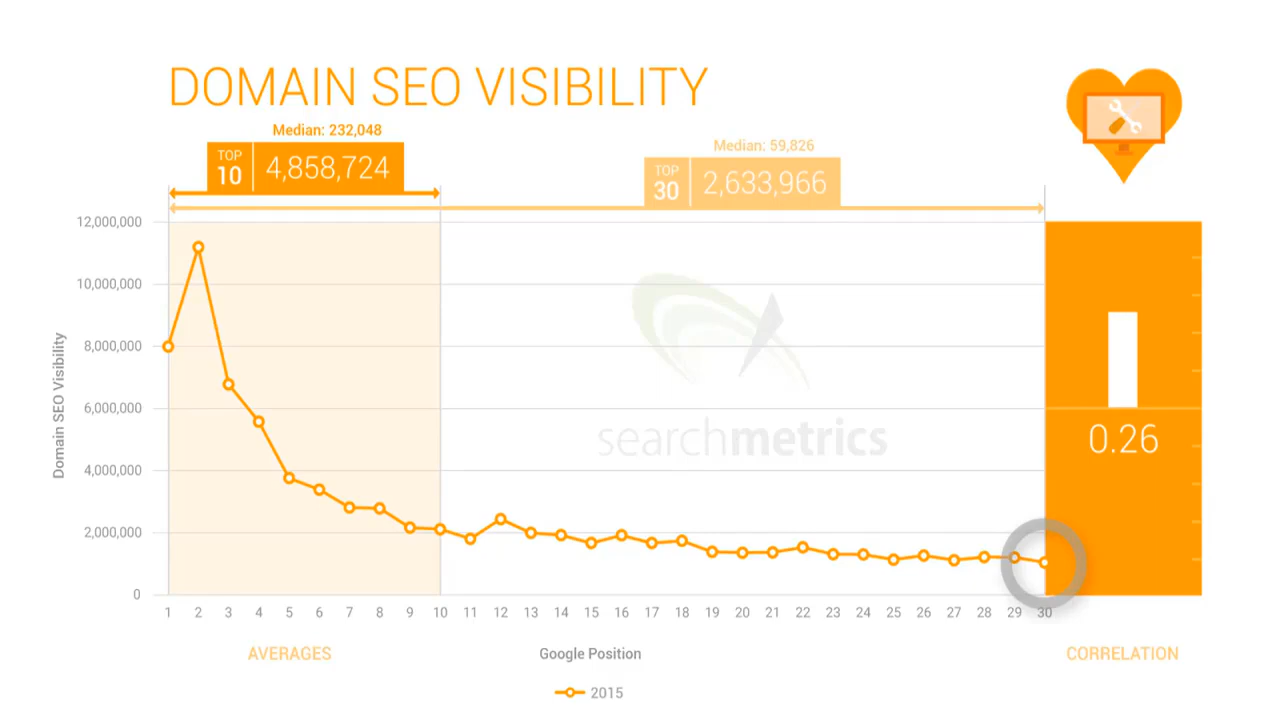 DOMAIN SEO VISIBILITY
Median: 232,048
TOP
10
4,858,724
Median: 59,826
TOP
30
2,633,966
12,000,000
10,000,000
8,000,000
6,000,000
4,000,000
2,000,000
0
Domain SEO Visibility
searchmetrics
0.26
1 2 3 4 5 6 7 8 9 10 11 12 13 14 15 16 17 18 19 20 21 22 23 24 25 26 27 28 29 30
AVERAGES
Google Position
CORRELATION
2015